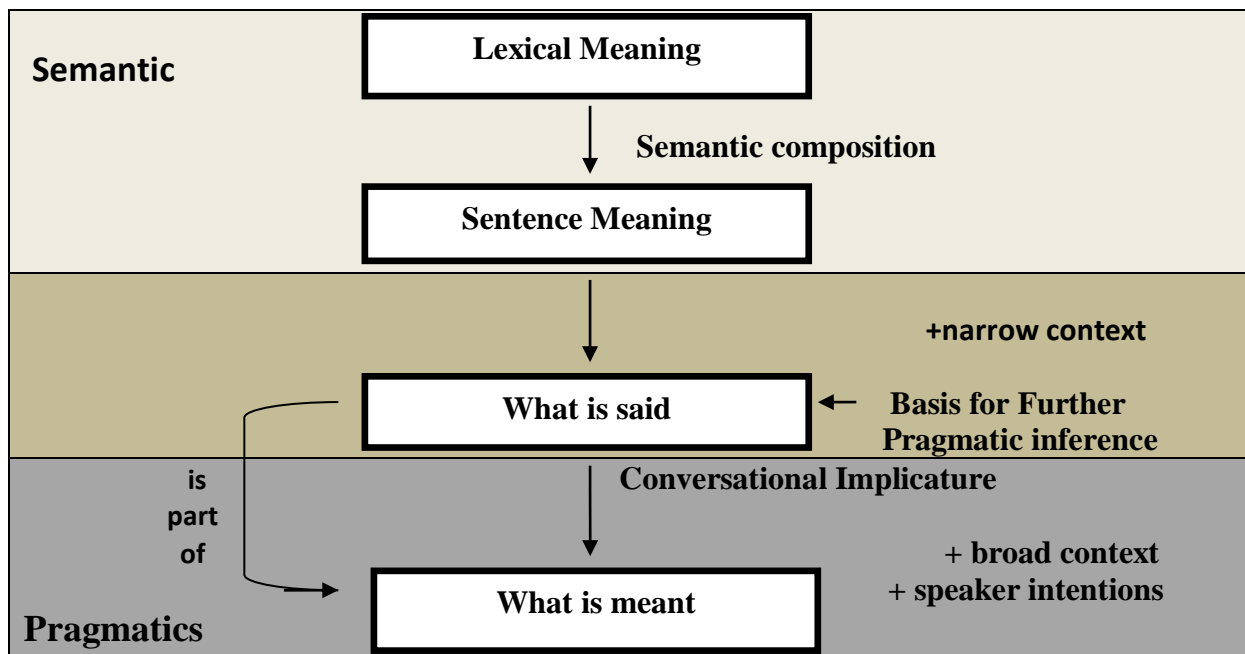 Lexical Meaning
Semantic
Semantic composition
Sentence Meaning
+narrow context
What is said
Basis for Further
Pragmatic inference
is
part
of
Conversational Implicature
+ broad context
+ speaker intentions
What is meant
Pragmatics